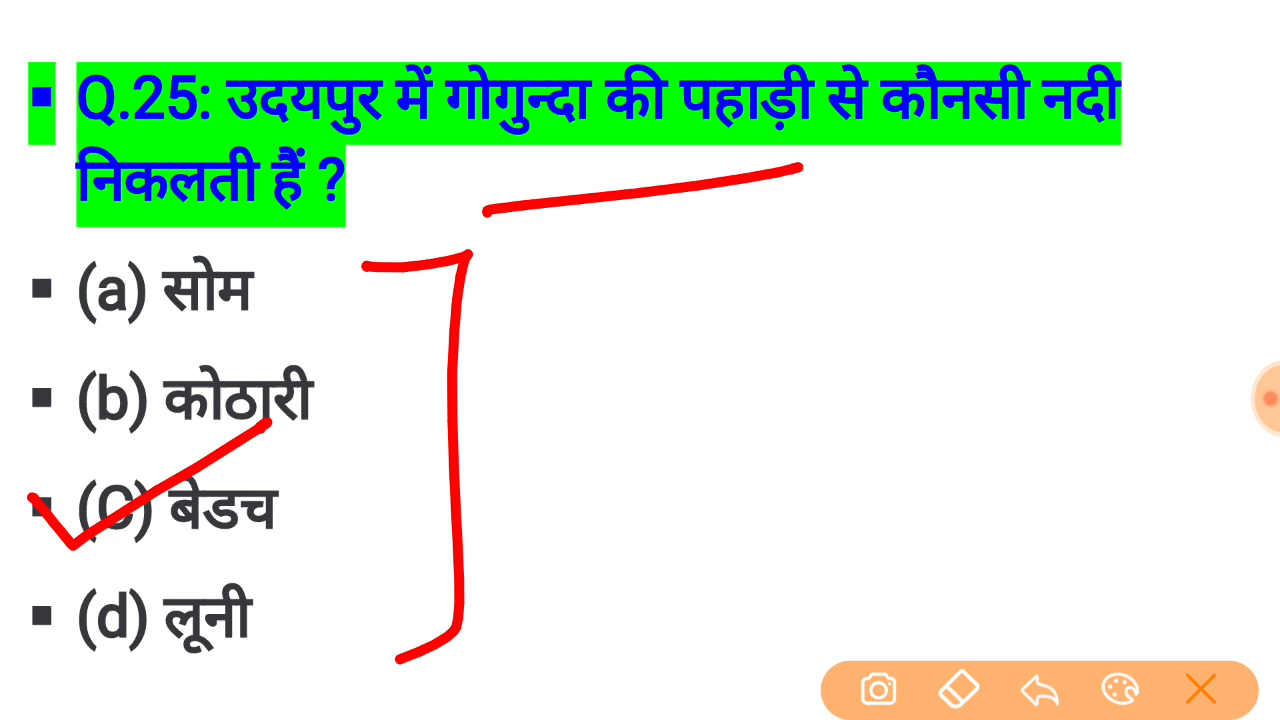 ▪ Q.25: उदयपुर में गोगुन्दा की पहाड़ी से कौनसी नदी
निकलती हैं ?
▪ (a) सोम
▪ (b) कोठारी
▪ (C) बेडच
▪ (d) लूनी